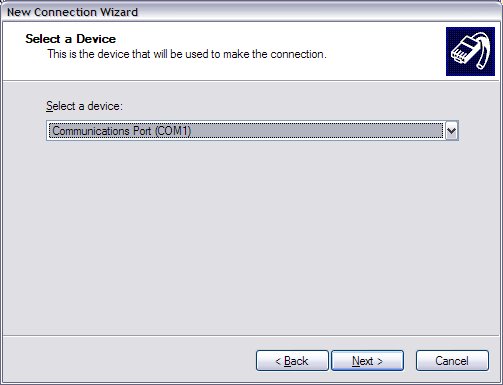 New Connection Wizard
Select a Device
This is the device that will be used to make the connection.
Select a device:
Communications Port (COM1)
< Back
Next >
Cancel